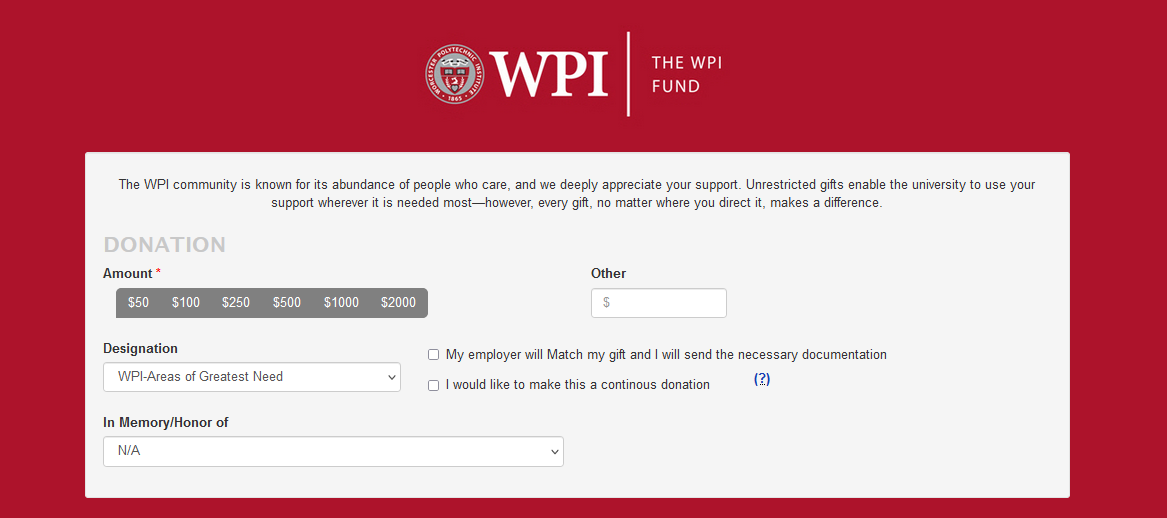 WORCESTER POLYTECHNIC INSTITUTE
1865
WPI
THE WPI
FUND
The WPI community is known for its abundance of people who care, and we deeply appreciate your support. Unrestricted gifts enable the university to use your
support wherever it is needed most—however, every gift, no matter where you direct it, makes a difference.
DONATION
Amount *
$50 $100 $250 $500 $1000 $2000
Other
$
Designation
WPI-Areas of Greatest Need
My employer will Match my gift and I will send the necessary documentation
I would like to make this a continous donation (?)
In Memory/Honor of
N/A